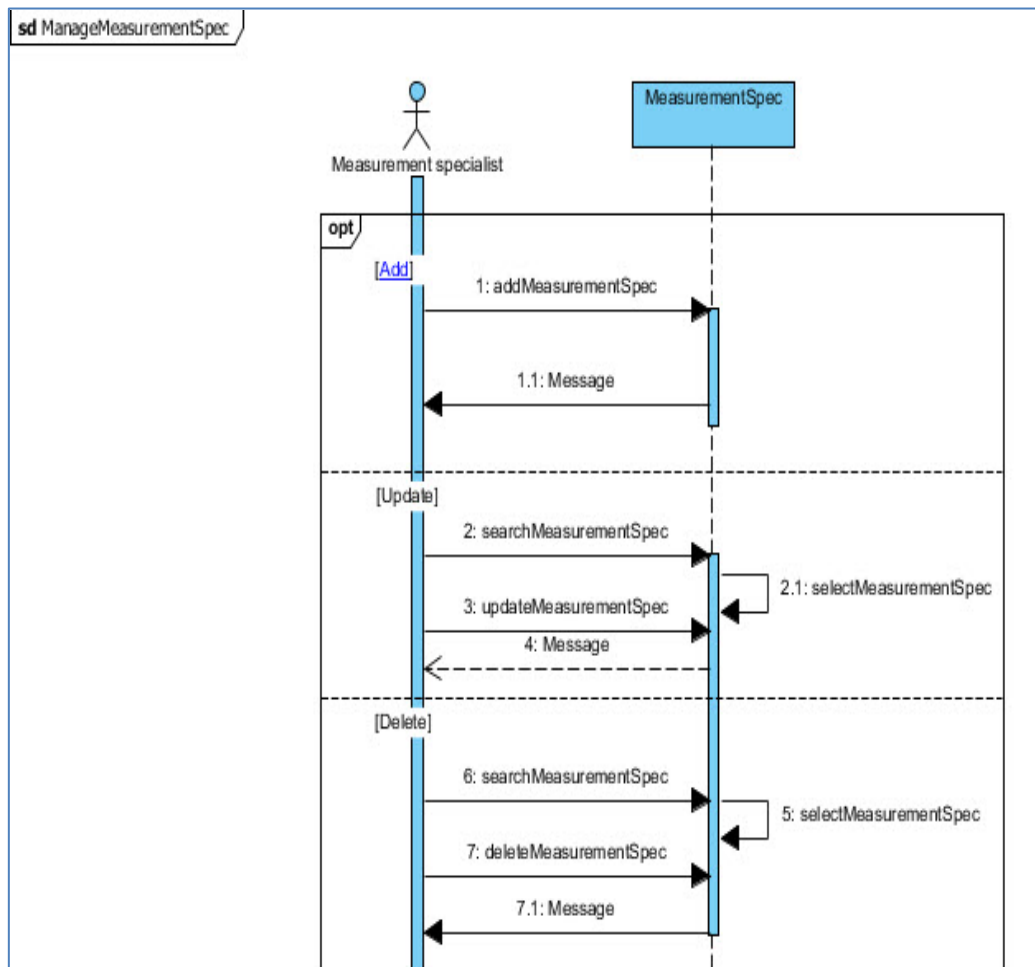 sd ManageMeasurementSpec
MeasurementSpec
Measurement specialist
opt
[Add]
1: addMeasurementSpec
1.1: Message
[Update]
2: searchMeasurementSpec
2.1: selectMeasurementSpec
3: updateMeasurementSpec
4: Message
[Delete]
6: searchMeasurementSpec
5: selectMeasurementSpec
7: deleteMeasurementSpec
7.1: Message